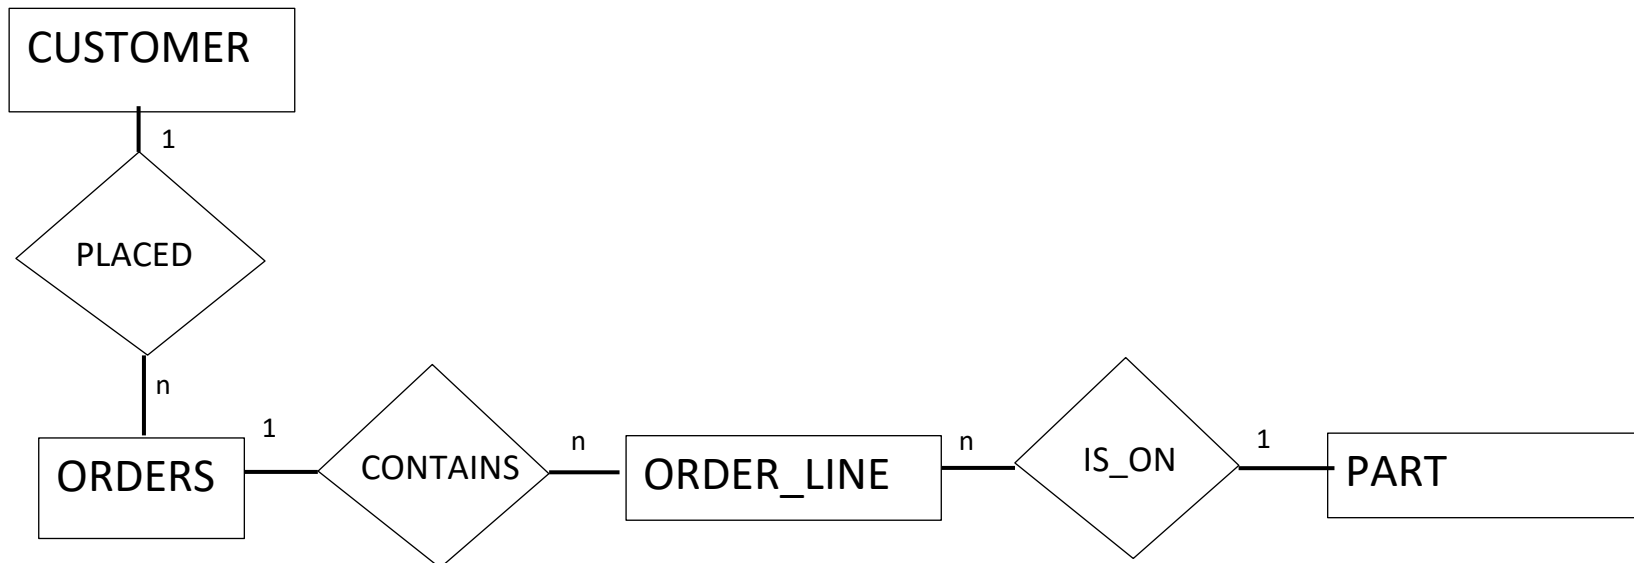 CUSTOMER
1
PLACED
n
ORDERS
1
CONTAINS
n
ORDER_LINE
n
IS_ON
1
PART